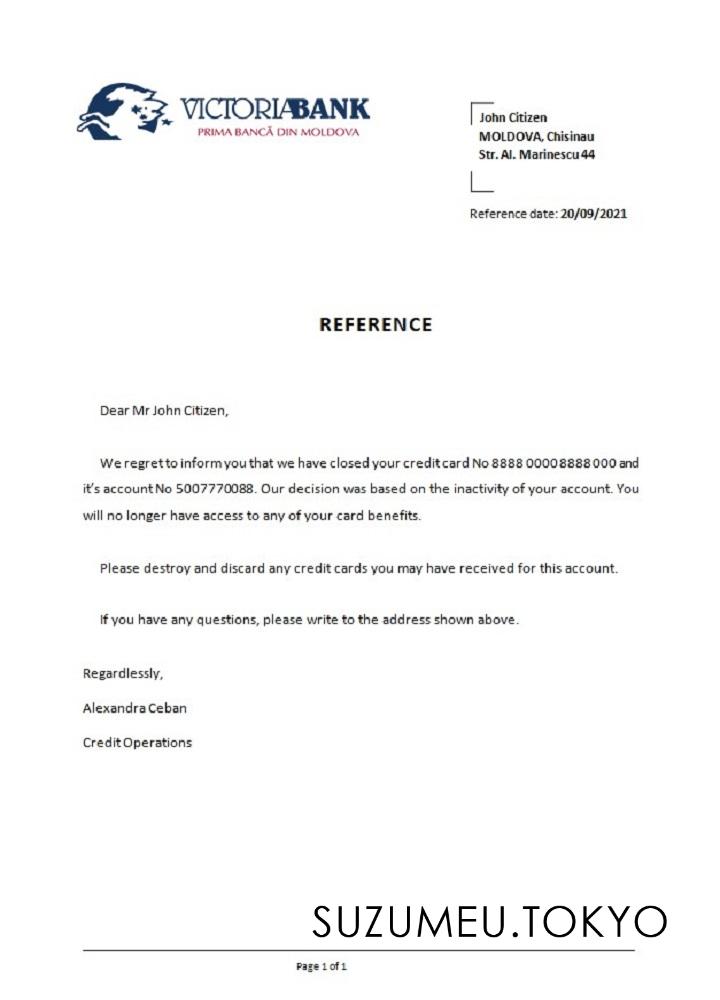 VICTORIABANK
PRIMA BANCĂ DIN MOLDOVA
John Citizen
MOLDOVA, Chisinau
Str. Al. Marinescu 44
Reference date: 20/09/2021
REFERENCE
Dear Mr John Citizen,
We regret to inform you that we have closed your credit card No 8888 0000 8888 000 and
it's account No 5007770088. Our decision was based on the inactivity of your account. You
will no longer have access to any of your card benefits.
Please destroy and discard any credit cards you may have received for this account.
If you have any questions, please write to the address shown above.
Regardlessly,
Alexandra Ceban
Credit Operations
SUZUMEU.TOKYO
Page 1 of 1